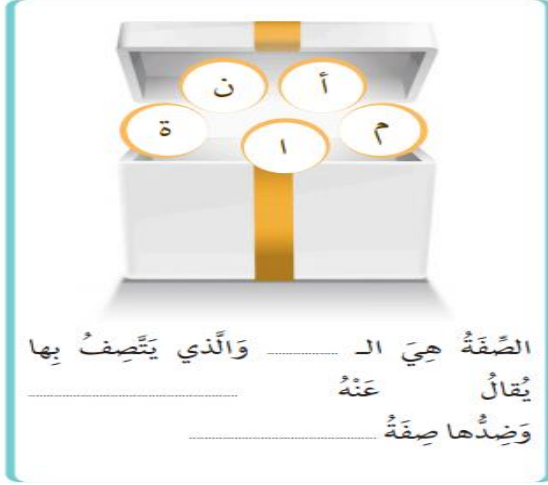 ن أ
ة ا م
الصِّفَةُ هِيَ الـ ............ وَالَّذي يَتَّصِفُ بِها
يُقالُ عَنْهُ ............
وَضِدُّها صِفَةُ ............